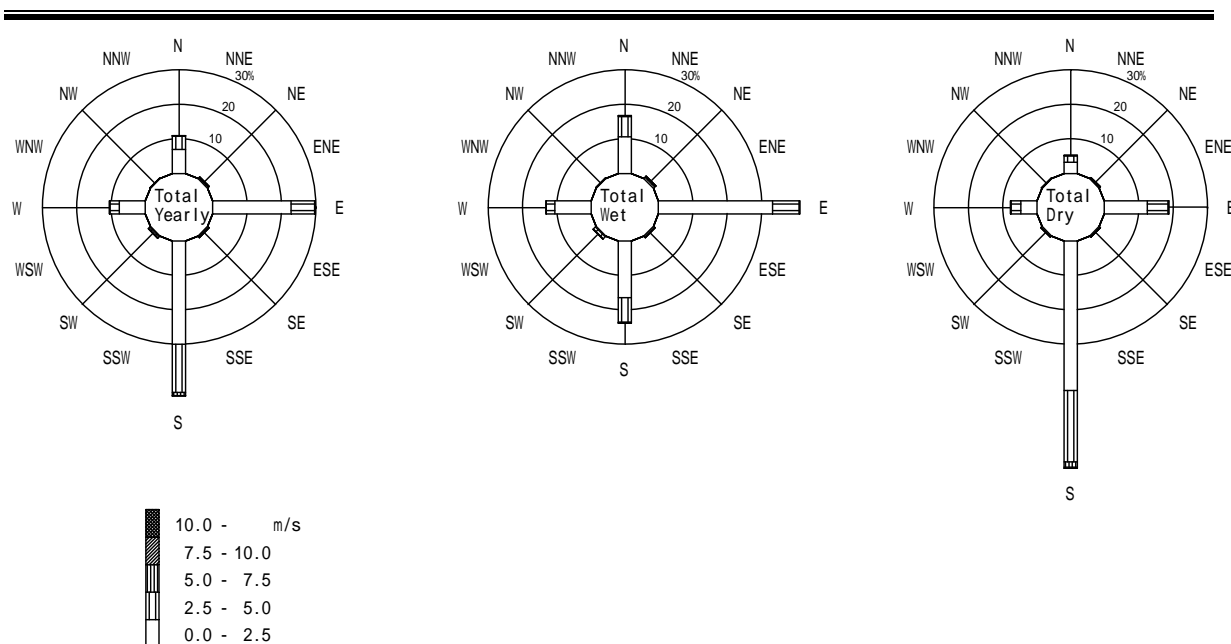 N
NNW
NNE
30%
NW
NE
20
10
WNW
ENE
Total
Yearly
W
E
WSW
ESE
SW
SE
SSW
SSE
S
N
NNW
NNE
30%
NW
NE
20
10
WNW
ENE
Total
Wet
W
E
WSW
ESE
SW
SE
SSW
SSE
S
N
NNW
NNE
30%
NW
NE
20
10
WNW
ENE
Total
Dry
W
E
WSW
ESE
SW
SE
SSW
SSE
S
10.0 - m/s
7.5 - 10.0
5.0 - 7.5
2.5 - 5.0
0.0 - 2.5